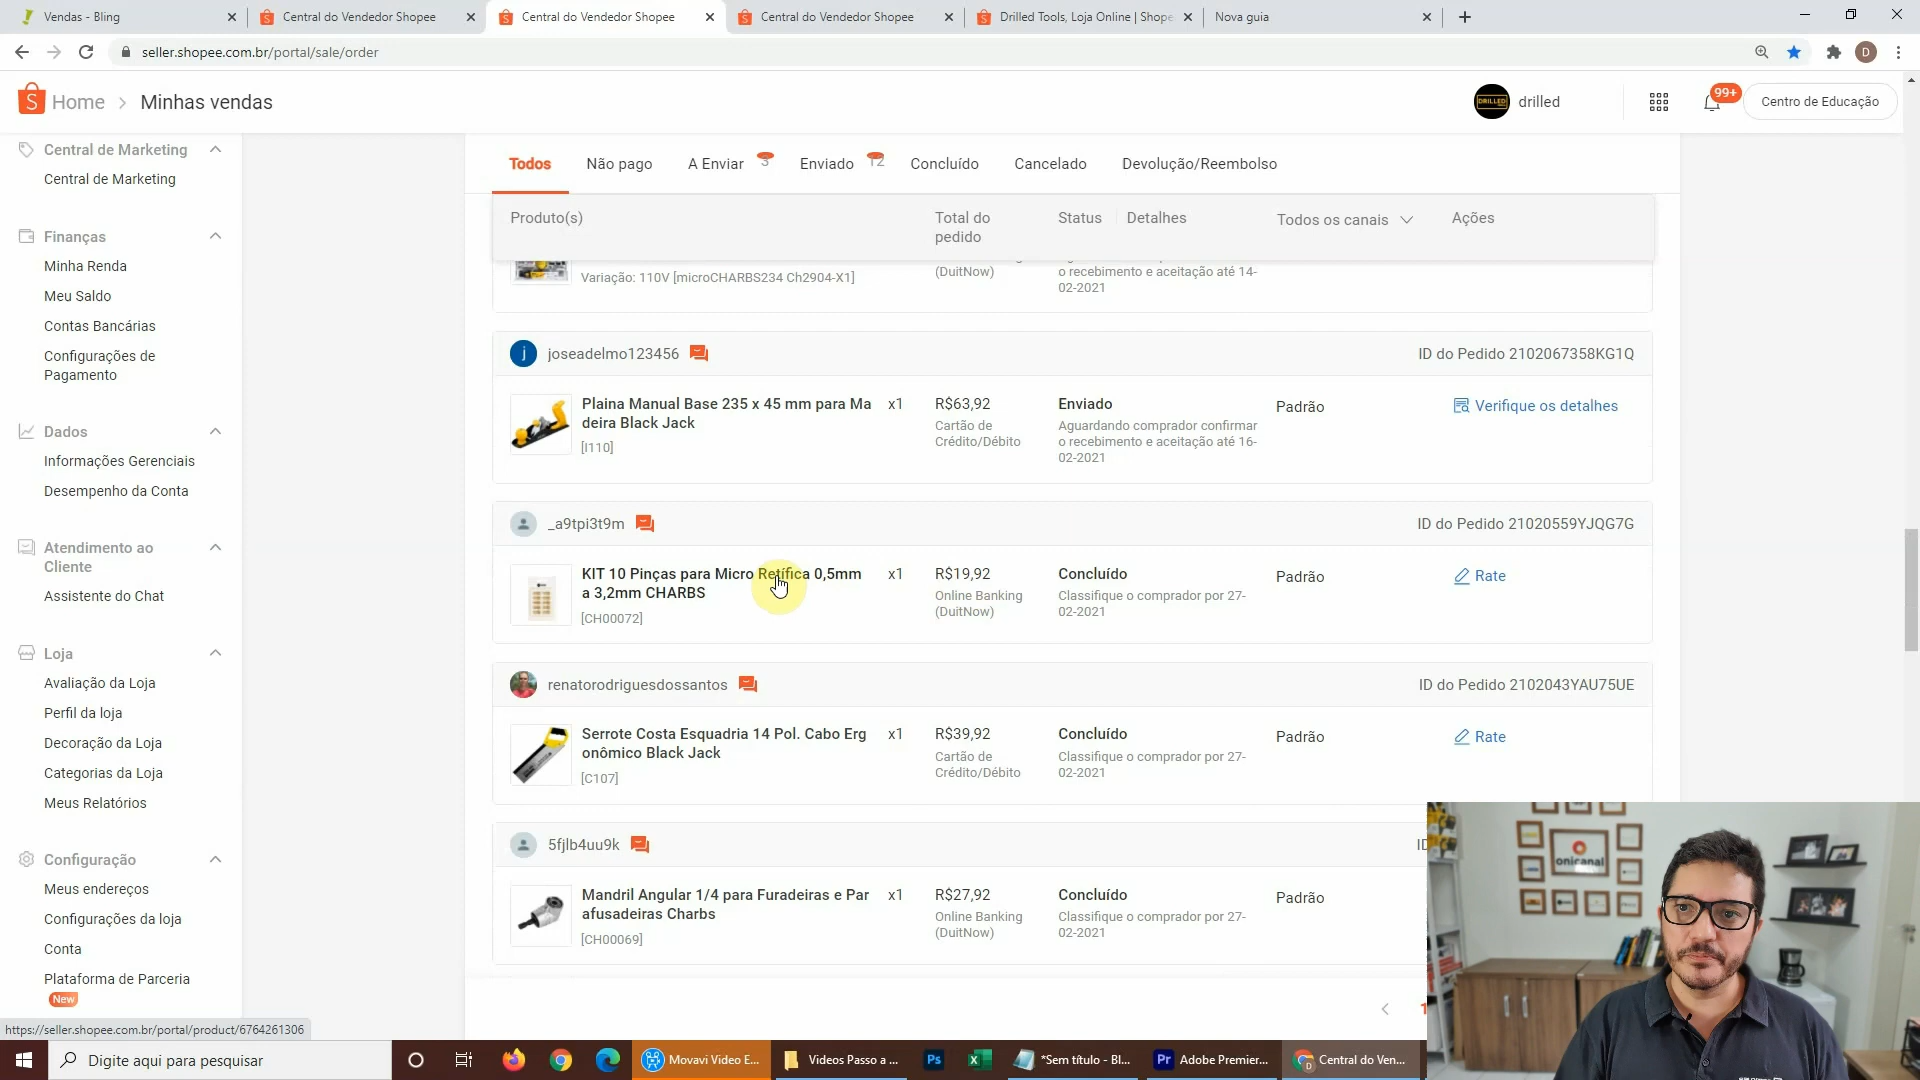 Vendas - Bling
Central do Vendedor Shopee
Central do Vendedor Shopee
Central do Vendedor Shopee
Drilled Tools, Loja Online | Shope
Nova guia
seller.shopee.com.br/portal/sale/order
D
Home > Minhas vendas
DRILLED
drilled
99+
Centro de Educação
Central de Marketing
Central de Marketing
Finanças
Minha Renda
Meu Saldo
Contas Bancárias
Configurações de
Pagamento
Dados
Informações Gerenciais
Desempenho da Conta
Atendimento ao
Cliente
Assistente do Chat
Loja
Avaliação da Loja
Perfil da loja
Decoração da Loja
Categorias da Loja
Meus Relatórios
Configuração
Meus endereços
Configurações da loja
Conta
Plataforma de Parceria
New
Todos
Não pago
A Enviar 3
Enviado 12
Concluído
Cancelado
Devolução/Reembolso
Produto(s)
Total do
pedido
Status
Detalhes
Todos os canais
Ações
Variação: 110V [microCHARBS234 Ch2904-X1]
(DuitNow)
o recebimento e aceitação até 14-
02-2021
j
joseadelmo123456
ID do Pedido 2102067358KG1Q
Plaina Manual Base 235 x 45 mm para Ma
deira Black Jack
[I110]
x1
R$63,92
Cartão de
Crédito/Débito
Enviado
Aguardando comprador confirmar
o recebimento e aceitação até 16-
02-2021
Padrão
Verifique os detalhes
_a9tpi3t9m
ID do Pedido 21020559YJQG7G
KIT 10 Pinças para Micro Retífica 0,5mm
a 3,2mm CHARBS
[CH00072]
x1
R$19,92
Online Banking
(DuitNow)
Concluído
Classifique o comprador por 27-
02-2021
Padrão
Rate
renatorodriguesdossantos
ID do Pedido 2102043YAU75UE
Serrote Costa Esquadria 14 Pol. Cabo Erg
onômico Black Jack
[C107]
x1
R$39,92
Cartão de
Crédito/Débito
Concluído
Classifique o comprador por 27-
02-2021
Padrão
Rate
5fjlb4uu9k
ID
Mandril Angular 1/4 para Furadeiras e Par
afusadeiras Charbs
[CH00069]
x1
R$27,92
Online Banking
(DuitNow)
Concluído
Classifique o comprador por 27-
02-2021
Padrão
onicanal
https://seller.shopee.com.br/portal/product/6764261306
Digite aqui para pesquisar
Movavi Video E...
Videos Passo a ...
Ps
*Sem título - Bl...
Pr
Adobe Premier...
Central do Ven...